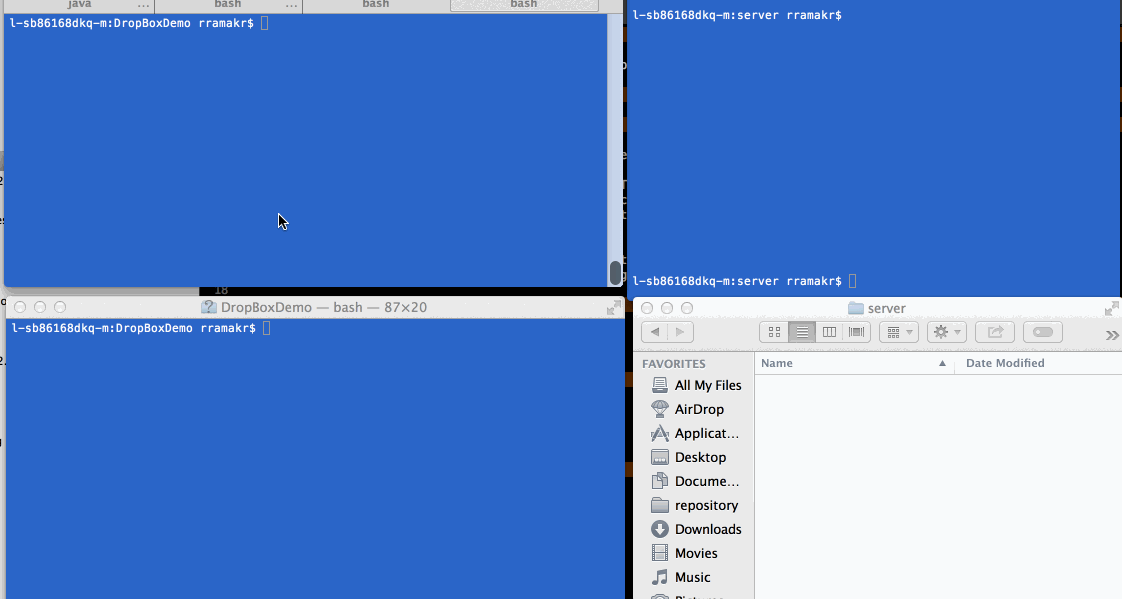 java ... bash ... bash bash
l-sb86168dkq-m:DropBoxDemo rramakr$
l-sb86168dkq-m:server rramakr$
l-sb86168dkq-m:server rramakr$
18
DropBoxDemo — bash — 87×20
l-sb86168dkq-m:DropBoxDemo rramakr$
server
FAVORITES
All My Files
AirDrop
Applicat...
Desktop
Docume...
repository
Downloads
Movies
Music
Name
Date Modified